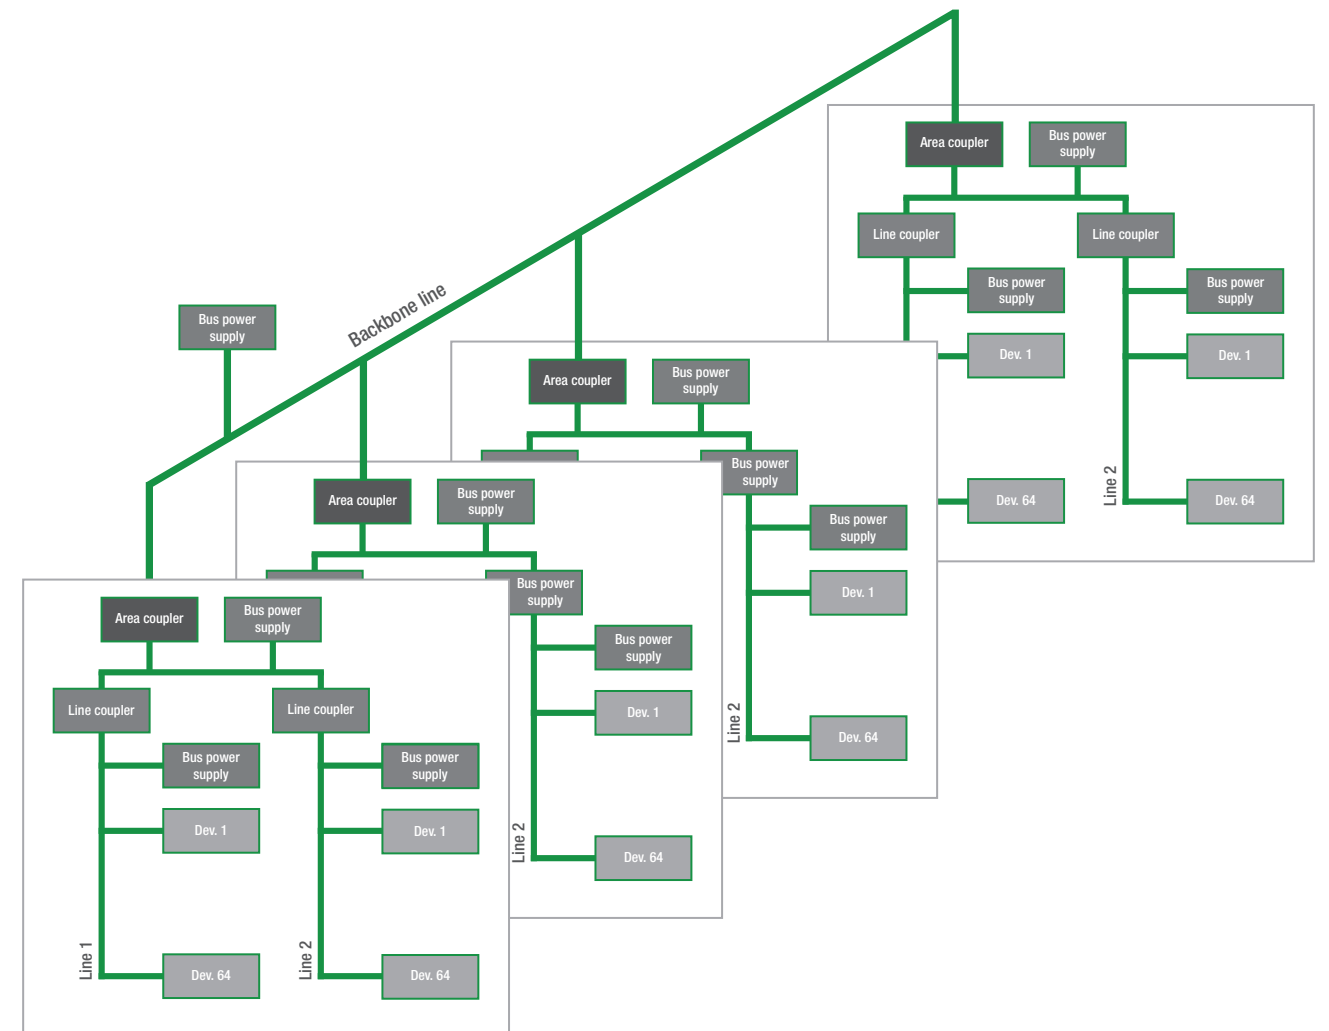 Area coupler
Bus power
supply
Line coupler
Line coupler
Bus power
supply
Bus power
supply
Dev. 1
Dev. 1
Line 2
Dev. 64
Dev. 64
Backbone line
Bus power
supply
Area coupler
Bus power
supply
Bus power
supply
Bus power
supply
Dev. 1
Line 2
Dev. 64
Area coupler
Bus power
supply
Bus power
supply
Bus power
supply
Dev. 1
Line 2
Dev. 64
Area coupler
Bus power
supply
Line coupler
Line coupler
Bus power
supply
Bus power
supply
Dev. 1
Dev. 1
Line 1
Line 2
Dev. 64
Dev. 64